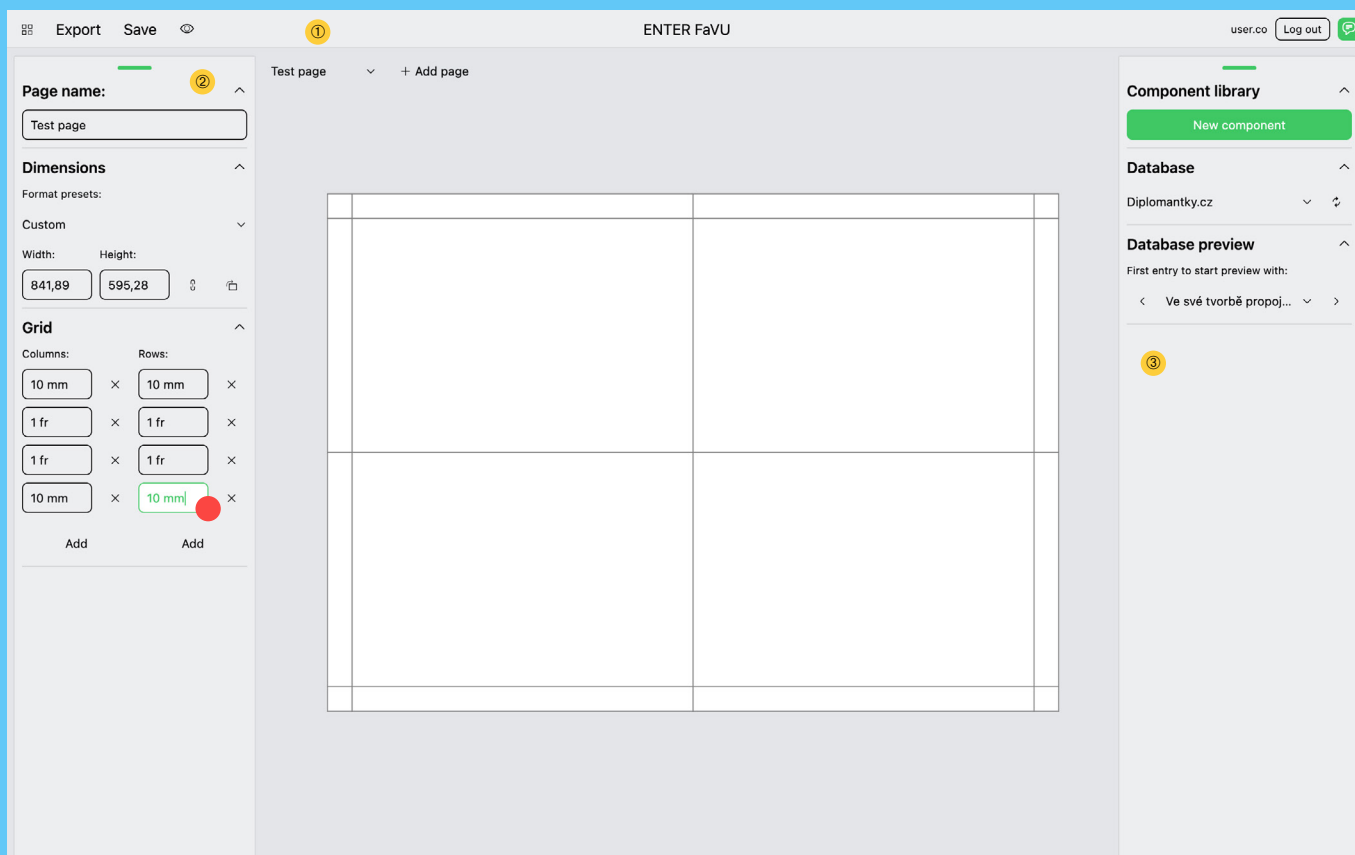 Export Save ① ENTER FaVU user.co Log out
Test page + Add page
②
Page name:
Test page
Dimensions
Format presets:
Custom
Width: Height:
841,89 595,28
Grid
Columns: Rows:
10 mm × 10 mm ×
1 fr × 1 fr ×
1 fr × 1 fr ×
10 mm × 10 mm ×
Add Add
Component library
New component
Database
Diplomantky.cz
Database preview
First entry to start preview with:
Ve své tvorbě propoj...
③